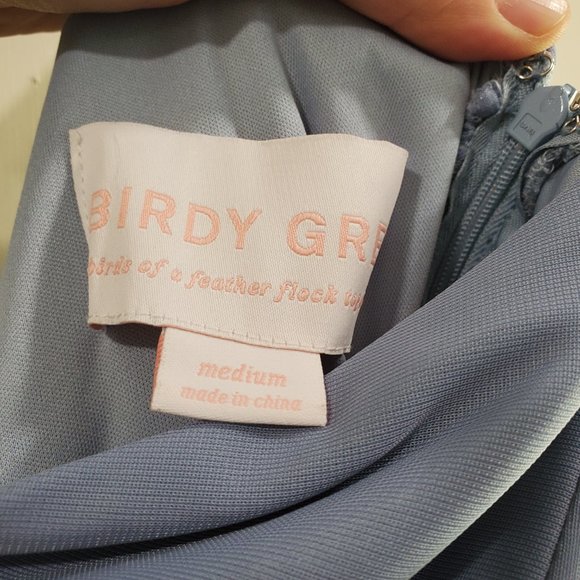 BIRDY GRE
birds of a feather flock tog
medium
made in china